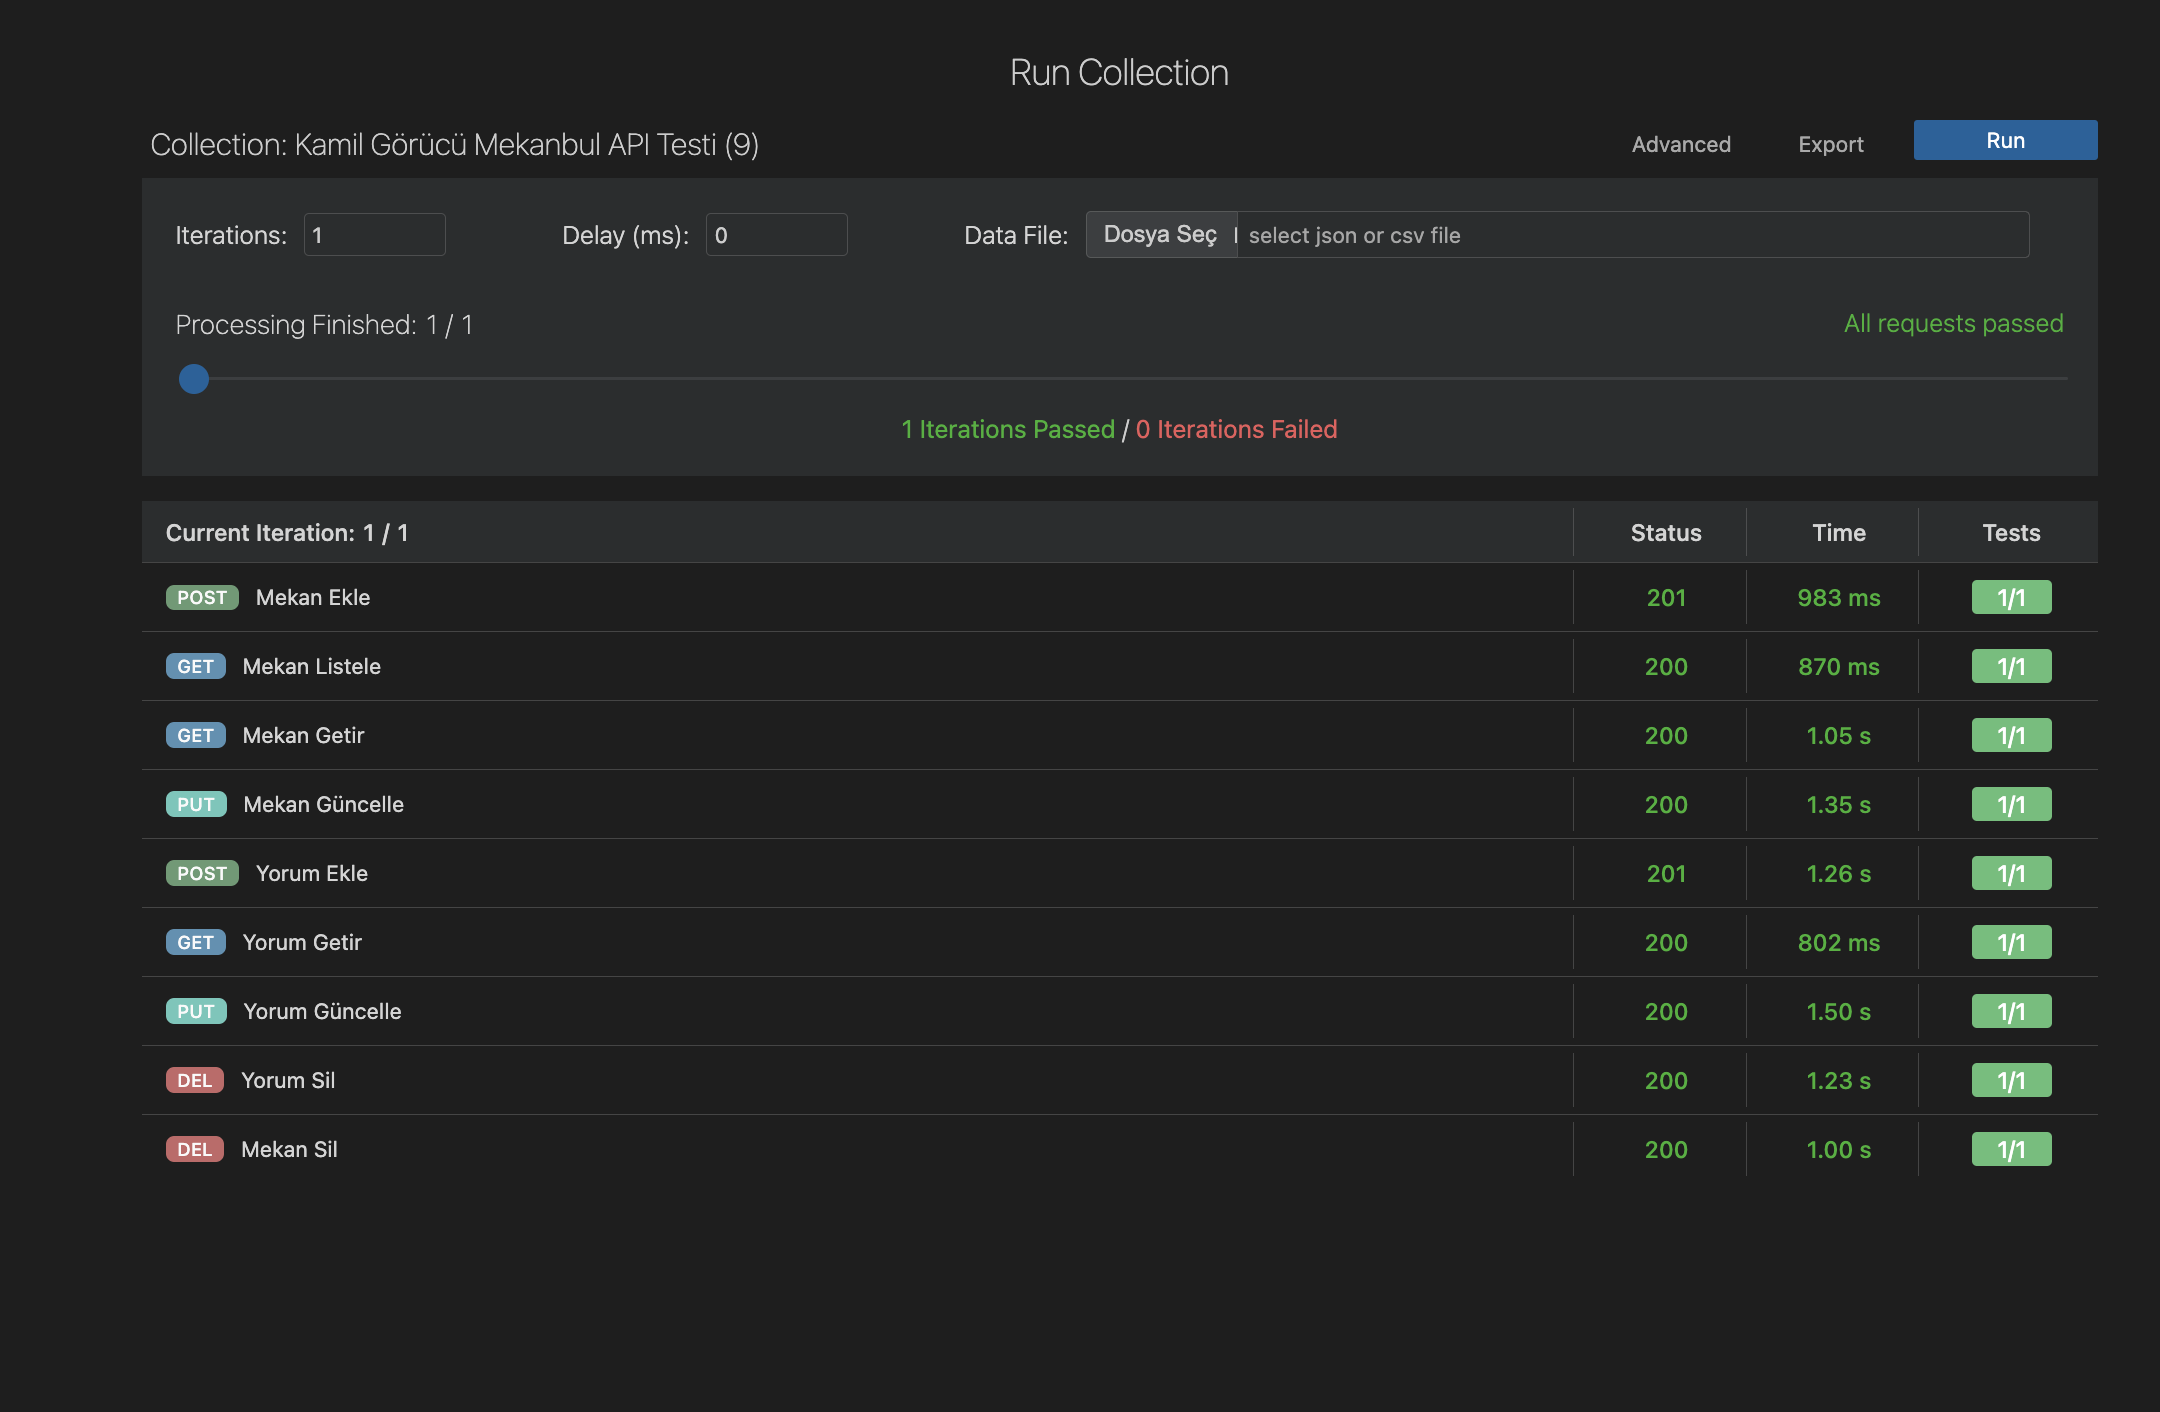 Run Collection
Collection: Kamil Görücü Mekanbul API Testi (9) Advanced Export Run
Iterations: 1 Delay (ms): 0 Data File: Dosya Seç select json or csv file
Processing Finished: 1 / 1 All requests passed
1 Iterations Passed / 0 Iterations Failed
Current Iteration: 1 / 1 Status Time Tests
POST Mekan Ekle 201 983 ms 1/1
GET Mekan Listele 200 870 ms 1/1
GET Mekan Getir 200 1.05 s 1/1
PUT Mekan Güncelle 200 1.35 s 1/1
POST Yorum Ekle 201 1.26 s 1/1
GET Yorum Getir 200 802 ms 1/1
PUT Yorum Güncelle 200 1.50 s 1/1
DEL Yorum Sil 200 1.23 s 1/1
DEL Mekan Sil 200 1.00 s 1/1